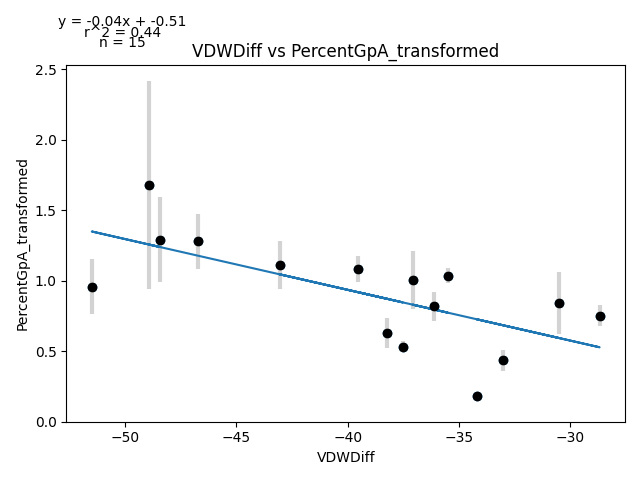 y = -0.04x + -0.51
r^2 = 0.44
n = 15
VDWDiff vs PercentGpA_transformed
PercentGpA_transformed
2.5
2.0
1.5
1.0
0.5
0.0
−50
−45
−40
−35
−30
VDWDiff